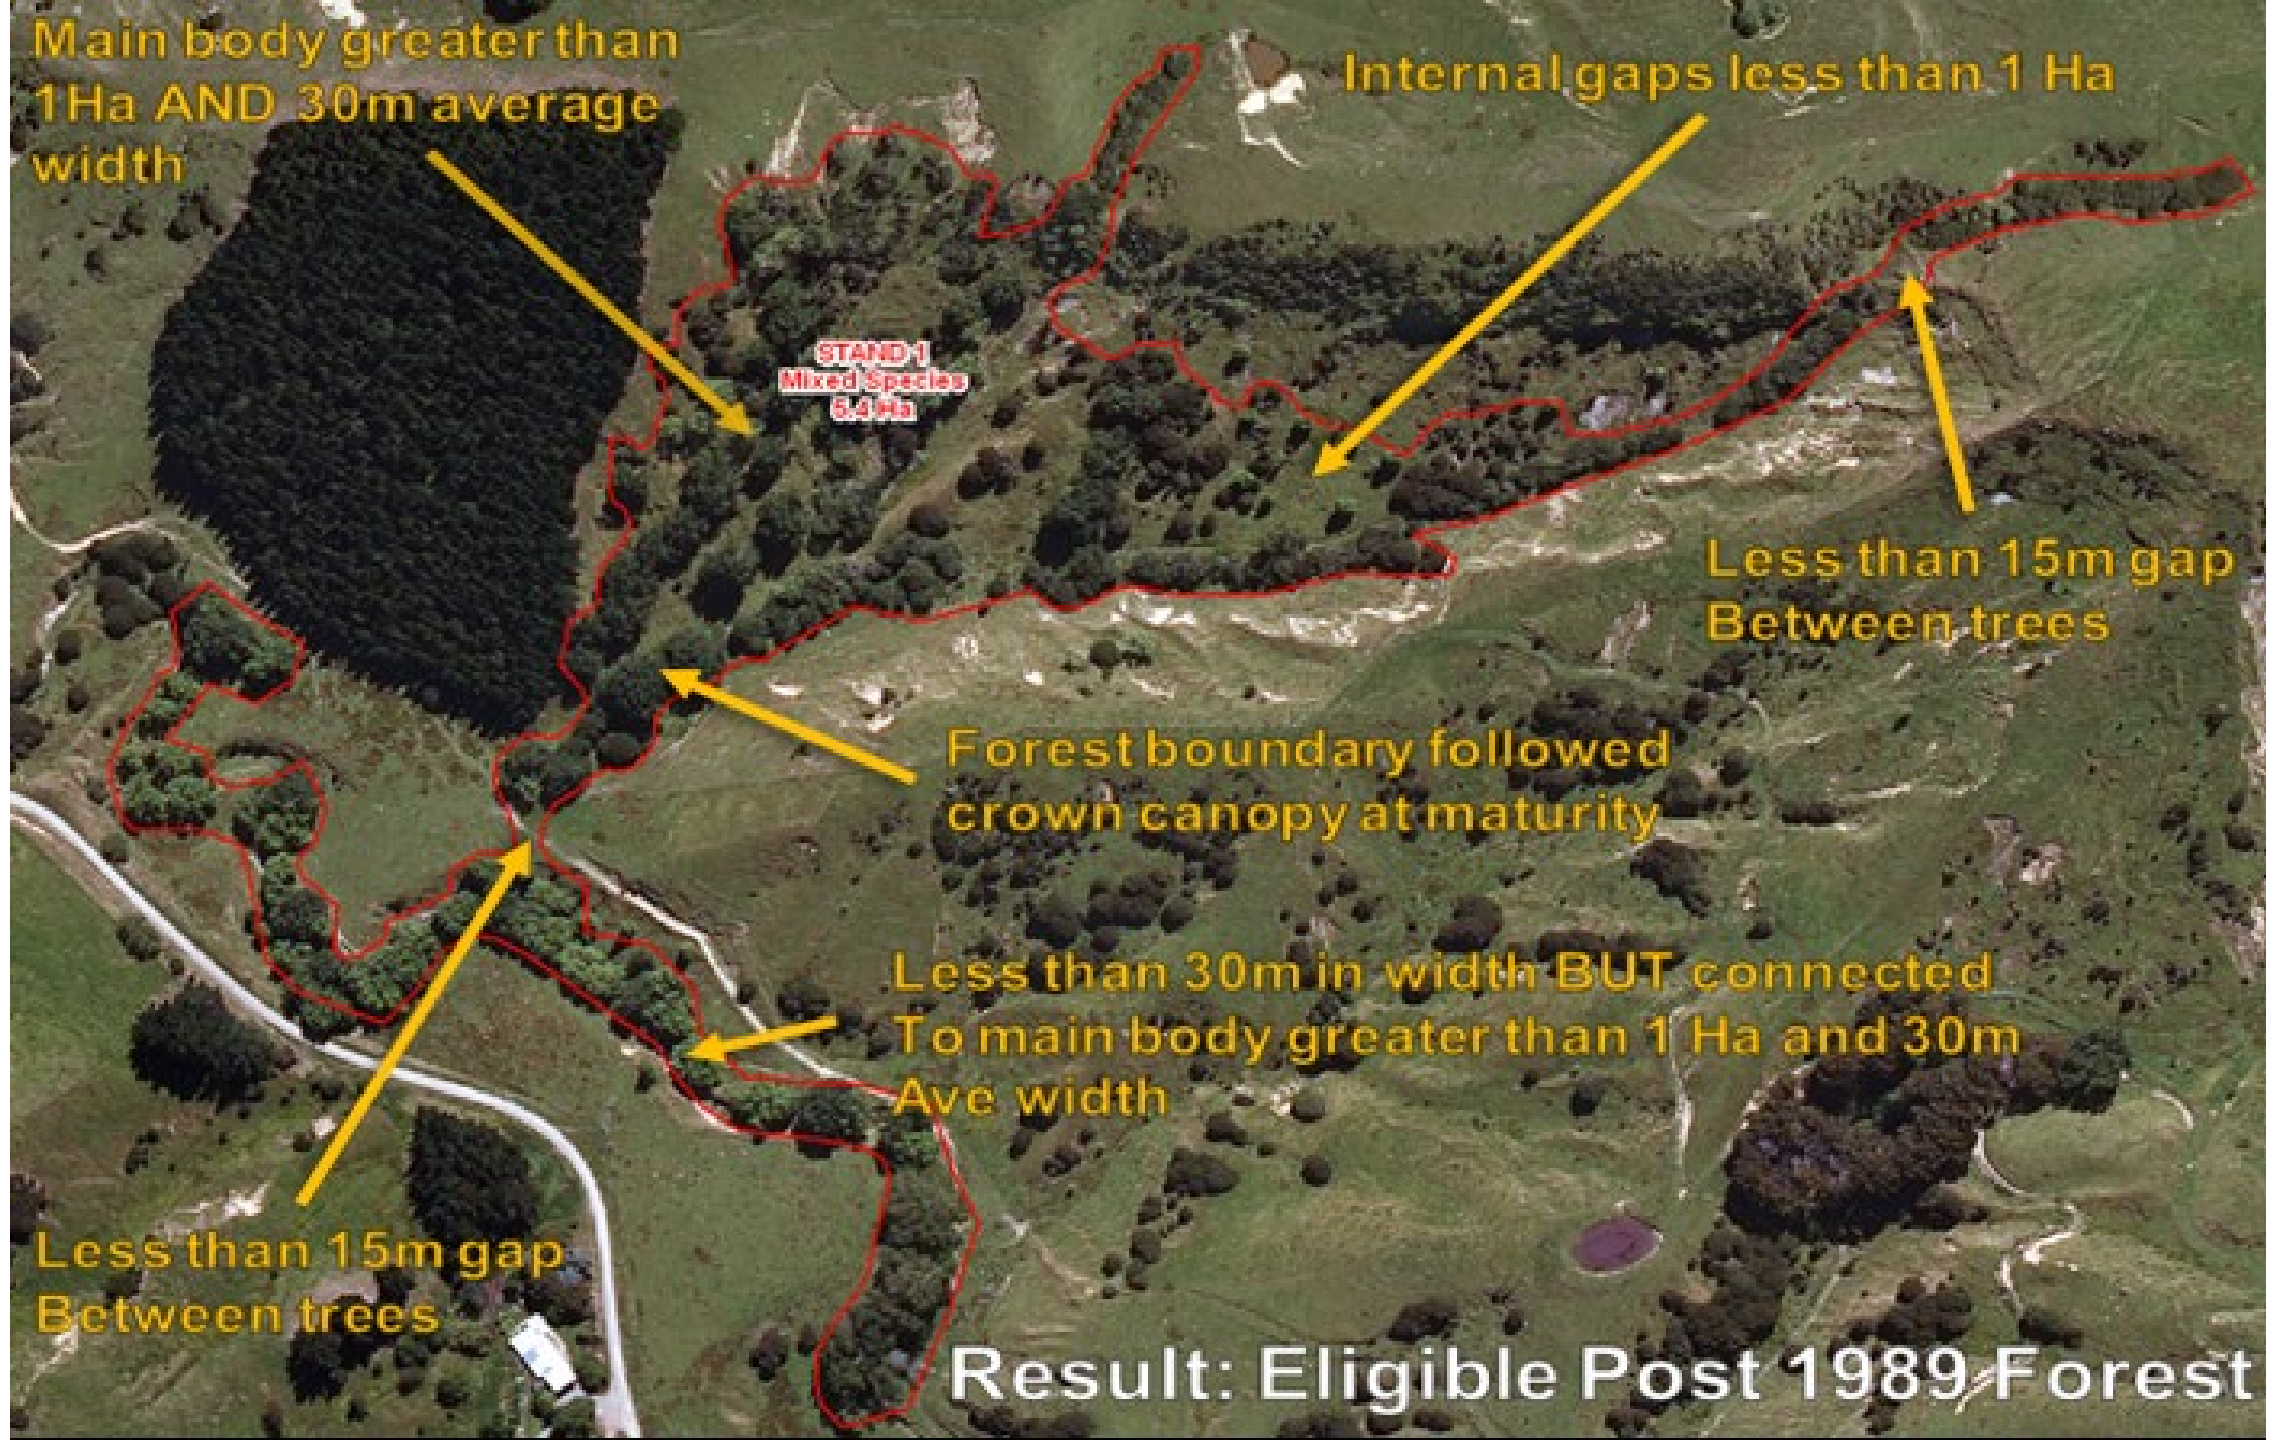 Main body greater than
1Ha AND 30m average
width
Internal gaps less than 1 Ha
STAND 1
Mixed Species
5.4 Ha
Less than 15m gap
Between trees
Forest boundary followed
crown canopy at maturity
Less than 30m in width BUT connected
To main body greater than 1 Ha and 30m
Ave width
Less than 15m gap
Between trees
Result: Eligible Post 1989 Forest